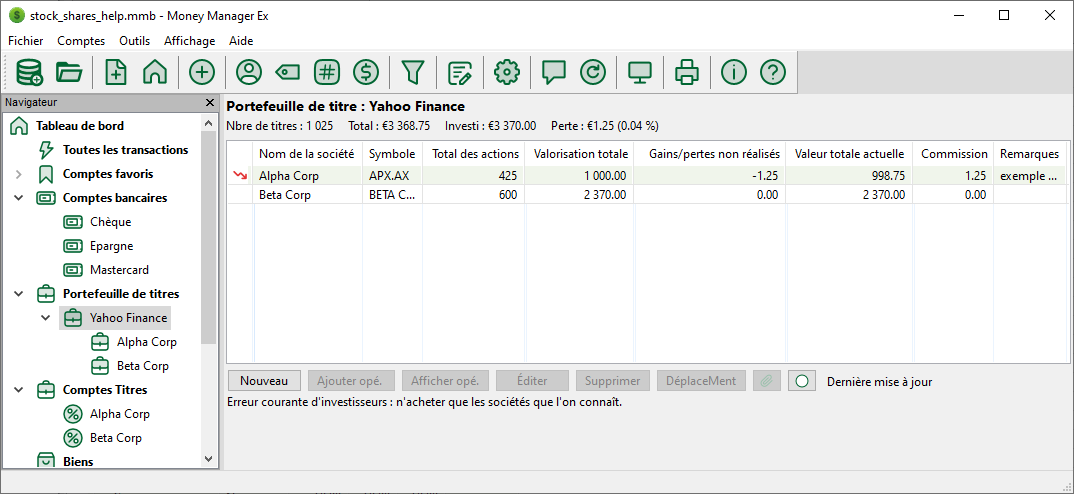 stock_shares_help.mmb - Money Manager Ex
Fichier Comptes Outils Affichage Aide
Navigateur
Tableau de bord
Toutes les transactions
Comptes favoris
Comptes bancaires
Chèque
Epargne
Mastercard
Portefeuille de titres
Yahoo Finance
Alpha Corp
Beta Corp
Comptes Titres
Alpha Corp
Beta Corp
Biens
Portefeuille de titre : Yahoo Finance
Nbre de titres : 1 025 Total : €3 368.75 Investi : €3 370.00 Perte : €1.25 (0.04 %)
Nom de la société Symbole Total des actions Valorisation totale Gains/pertes non réalisés Valeur totale actuelle Commission Remarques
Alpha Corp APX.AX 425 1 000.00 -1.25 998.75 1.25 exemple ...
Beta Corp BETA C... 600 2 370.00 0.00 2 370.00 0.00
Nouveau Ajouter opé. Afficher opé. Éditer Supprimer DéplaceMent Dernière mise à jour
Erreur courante d'investisseurs : n'acheter que les sociétés que l'on connaît.